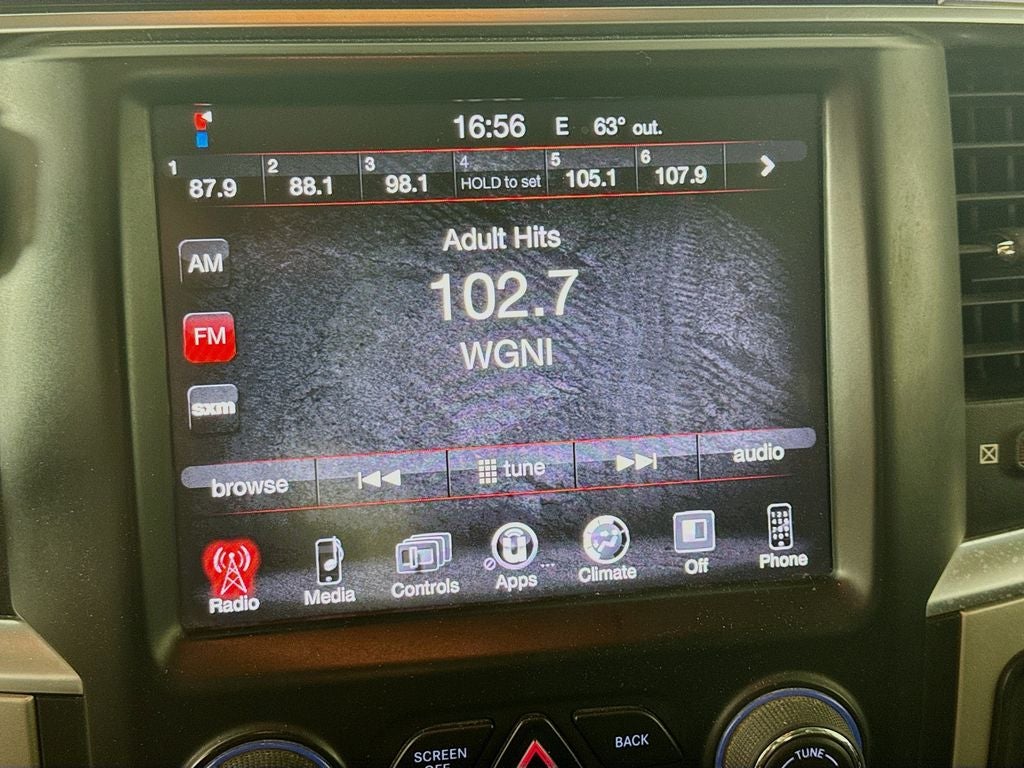 16:56 E 63° out.
1 87.9 2 88.1 3 98.1 4 HOLD to set 5 105.1 6 107.9
Adult Hits
AM
102.7
FM
WGNI
sxm
browse tune audio
Radio Media Controls Apps Climate Off Phone
SCREEN
OFF
BACK
TUNE